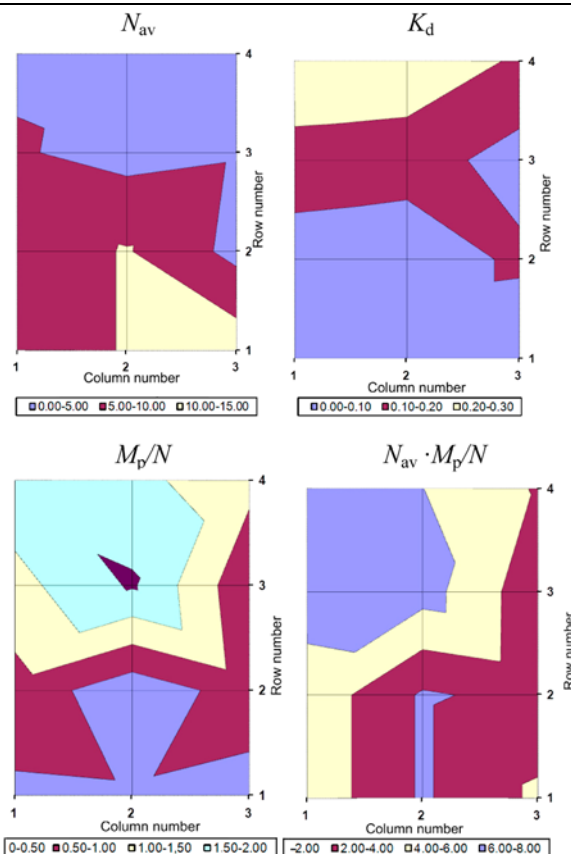 N_av
K_d
4
3
2
1
Row number
1 2 3
Column number
4
3
2
1
Row number
1 2 3
Column number
0.00-5.00 5.00-10.00 10.00-15.00
0.00-0.10 0.10-0.20 0.20-0.30
M_p/N
N_av ·M_p/N
4
3
2
1
Row number
1 2 3
Column number
4
3
2
1
Row number
1 2 3
Column number
0-0.50 0.50-1.00 1.00-1,50 1.50-2.00
–2.00 2.00-4.00 4.00-6.00 6.00-8.00